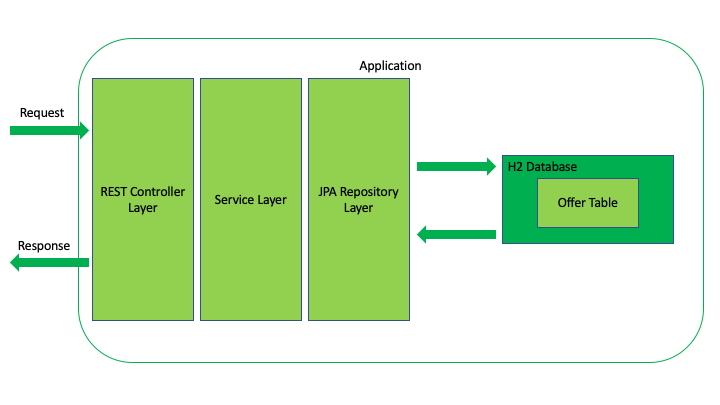 Application
Request
REST Controller
Layer
Service Layer
JPA Repository
Layer
H2 Database
Offer Table
Response